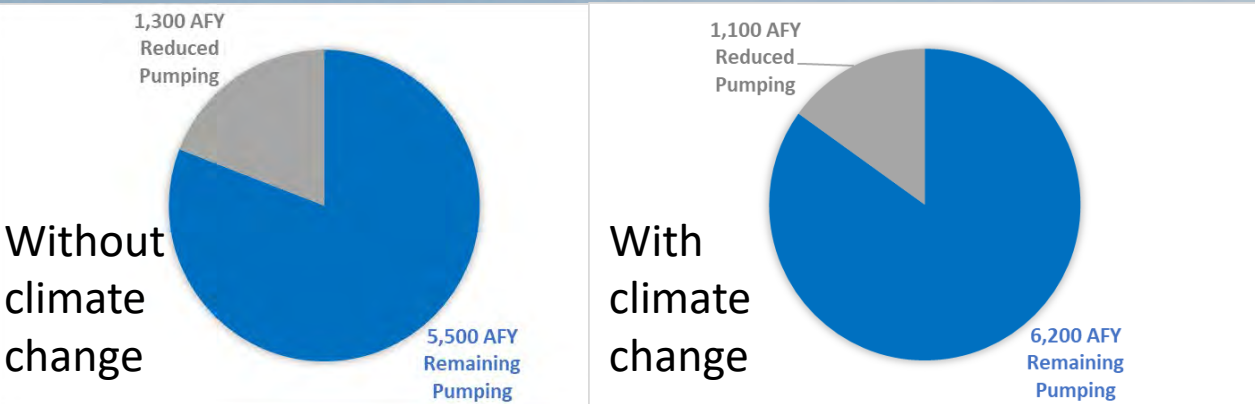 1,300 AFY
Reduced
Pumping
Without
climate
change
5,500 AFY
Remaining
Pumping
1,100 AFY
Reduced
Pumping
With
climate
change
6,200 AFY
Remaining
Pumping